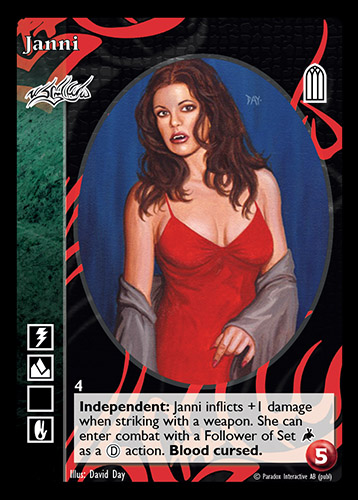 Janni
DAY.
4
Independent: Janni inflicts +1 damage
when striking with a weapon. She can
enter combat with a Follower of Set
as a Ⓓ action. Blood cursed.
5
Illus: David Day
© Paradox Interactive AB (publ)